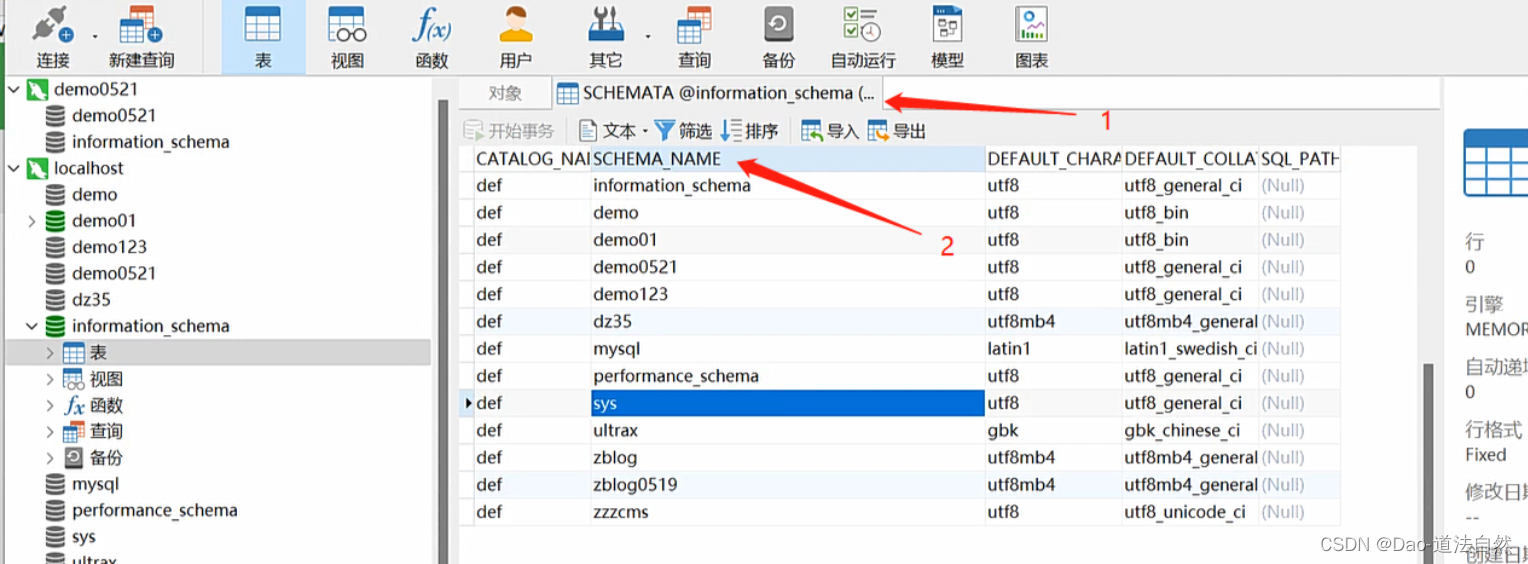 连接 新建查询 表 视图 函数 用户 其它 查询 备份 自动运行 模型 图表
demo0521
demo0521
information_schema
localhost
demo
demo01
demo123
demo0521
dz35
information_schema
表
视图
函数
查询
备份
mysql
performance_schema
sys
ultrax
对象 SCHEMATA @information_schema (...
1
开始事务 文本 筛选 排序 导入 导出
CATALOG_NAI SCHEMA_NAME DEFAULT_CHARA DEFAULT_COLLA SQL_PATH
def information_schema utf8 utf8_general_ci (Null)
def demo utf8 utf8_bin (Null)
def demo01 utf8 utf8_bin (Null)
2
def demo0521 utf8 utf8_general_ci (Null)
def demo123 utf8 utf8_general_ci (Null)
def dz35 utf8mb4 utf8mb4_general (Null)
def mysql latin1 latin1_swedish_ci (Null)
def performance_schema utf8 utf8_general_ci (Null)
def sys utf8 utf8_general_ci (Null)
def ultrax gbk gbk_chinese_ci (Null)
def zblog utf8mb4 utf8mb4_general (Null)
def zblog0519 utf8mb4 utf8mb4_general (Null)
def zzzcms utf8 utf8_unicode_ci (Null)
行
0
引擎
MEMOR
自动递增
0
行格式
Fixed
修改日期
--
创建日期
CSDN @Dao-道法自然